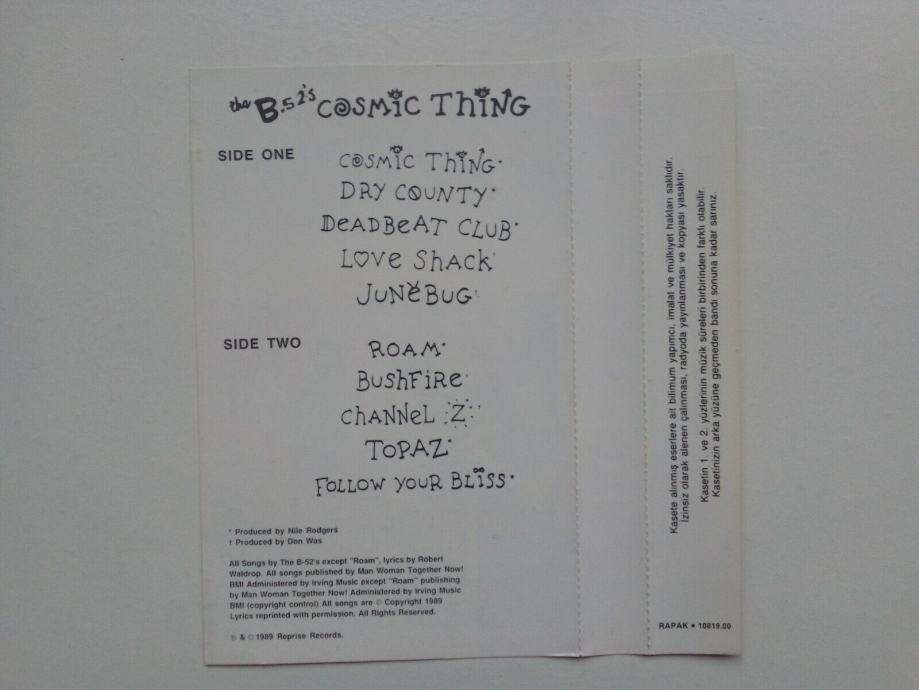 the B-52's COSMIC THING
SIDE ONE
COSMIC THING*
DRY COUNTY*
DEADBEAT CLUB*
LOVE SHACK
JUNEBUG
SIDE TWO
ROAM*
BUSHFIRE
CHANNEL Z
TOPAZ*
FOLLOW YOUR BLISS*
* Produced by Nile Rodgers
† Produced by Don Was
All Songs by The B-52's except "Roam", lyrics by Robert
Waldrop. All songs published by Man Woman Together Now!
BMI Administered by Irving Music except "Roam" publishing
by Man Woman Together Now! Administered by Irving Music
BMI (copyright control) All songs are © Copyright 1989
Lyrics reprinted with permission. All Rights Reserved.
℗ & © 1989 Reprise Records.
Kasete alınmış eserlere ait bilimum yapımcı, imalat ve mülkiyet hakları saklıdır.
İzinsiz olarak alenen çalınması, radyoda yayınlanması ve kopyası yasaktır.
Kasetin 1. ve 2. yüzlerinin müzik süreleri birbirinden farklı olabilir.
Kasetinizin arka yüzüne geçmeden bandı sonuna kadar sarınız.
RAPAK • 10819.00